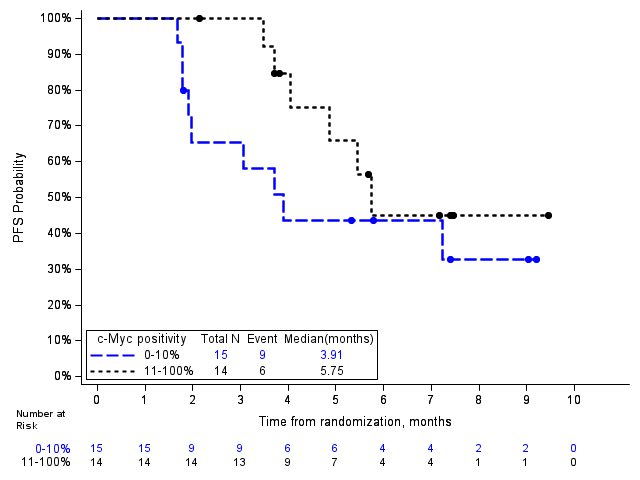 100%
90%
80%
70%
60%
50%
40%
30%
20%
10%
0%
PFS Probability
c-Myc positivity Total N Event Median(months)
0-10% 15 9 3.91
11-100% 14 6 5.75
0 1 2 3 4 5 6 7 8 9 10
Time from randomization, months
Number at
Risk
0-10% 15 15 9 9 6 6 4 4 2 2 0
11-100% 14 14 14 13 9 7 4 4 1 1 0